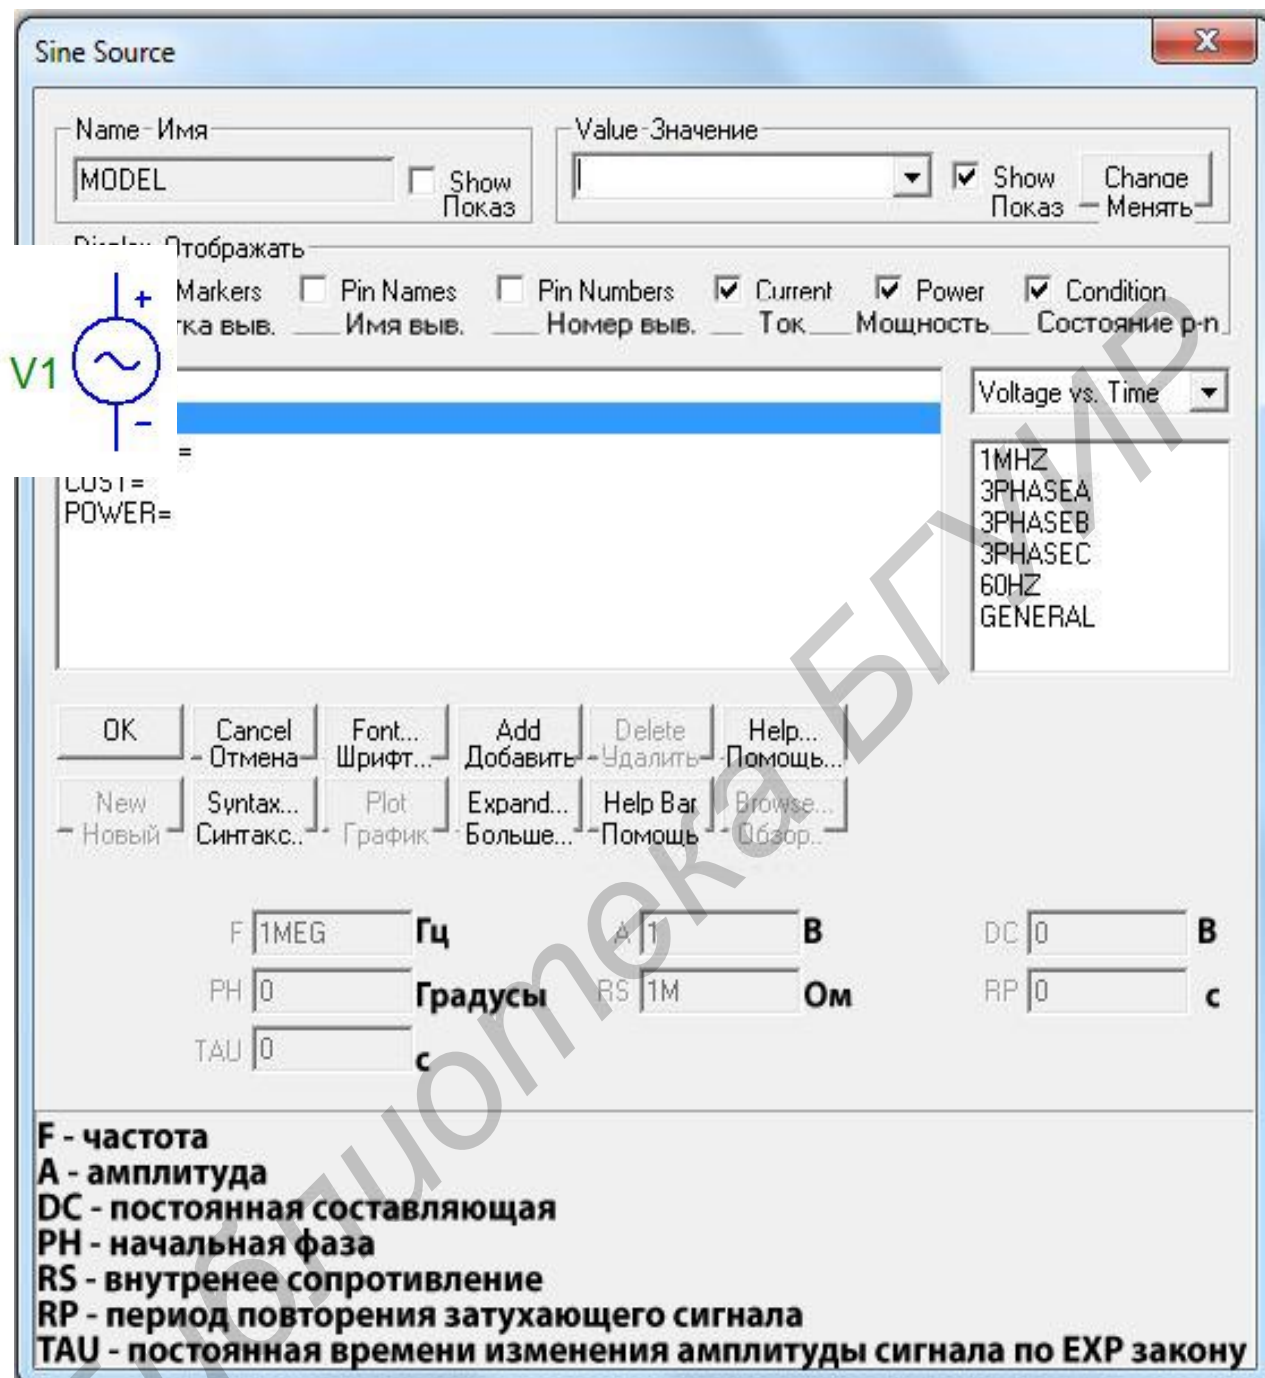 Sine Source
Name - Имя
Value - Значение
MODEL
Show
Показ
Show
Показ
Change
Менять
Отображать
Markers
Pin Names
Pin Numbers
Current
Power
Condition
Имя выв.
Номер выв.
Ток
Мощность
Состояние p-n
V1
+
-
=
Voltage vs. Time
COST=
POWER=
1MHZ
3PHASEA
3PHASEB
3PHASEC
60HZ
GENERAL
OK
Cancel
Отмена
Font...
Шрифт...
Add
Добавить
Delete
Удалить
Help...
Помощь...
New
Новый
Syntax...
Синтакс..
Plot
График
Expand...
Больше...
Help Bar
Помощь
Browse...
Обзор..
F 1MEG Гц
A 1 В
DC 0 В
PH 0 Градусы
RS 1M Ом
RP 0 с
TAU 0 с
F - частота
A - амплитуда
DC - постоянная составляющая
PH - начальная фаза
RS - внутренее сопротивление
RP - период повторения затухающего сигнала
TAU - постоянная времени изменения амплитуды сигнала по EXP закону
Библиотека БГУИР